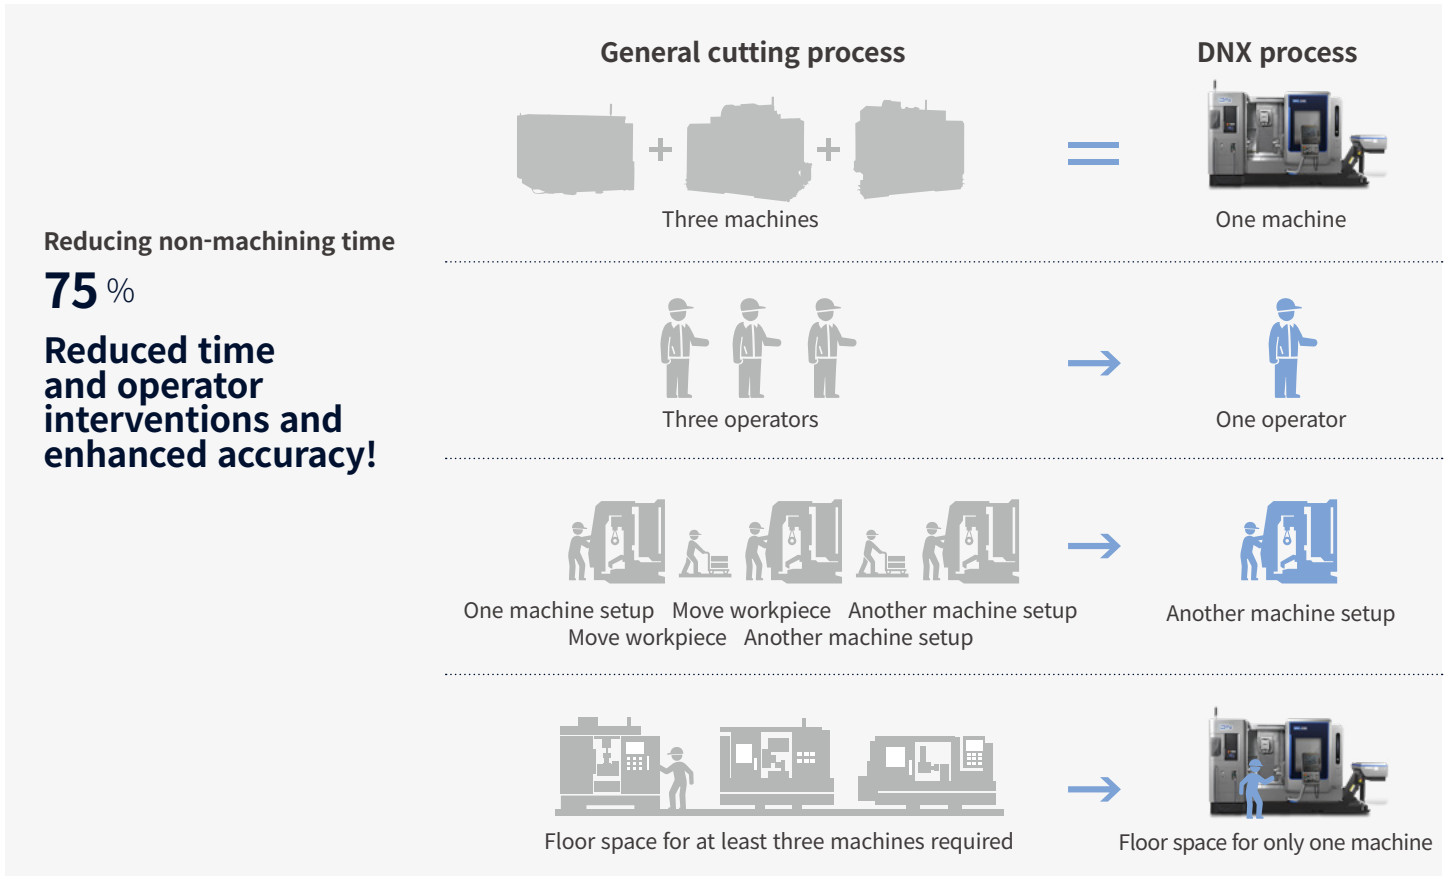 General cutting process
DNX process
Three machines
One machine
Reducing non-machining time
75 %
Reduced time
and operator
interventions and
enhanced accuracy!
Three operators
One operator
One machine setup Move workpiece Another machine setup
Move workpiece Another machine setup
Another machine setup
Floor space for at least three machines required
Floor space for only one machine